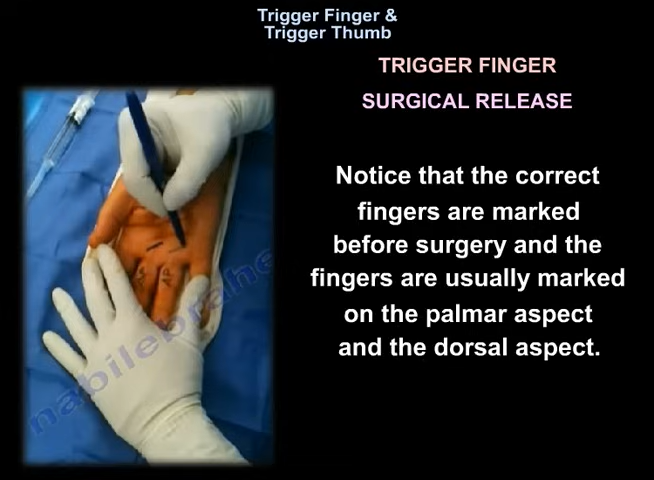 Trigger Finger &
Trigger Thumb
TRIGGER FINGER
SURGICAL RELEASE
Notice that the correct
fingers are marked
before surgery and the
fingers are usually marked
on the palmar aspect
and the dorsal aspect.
nabilebrahe